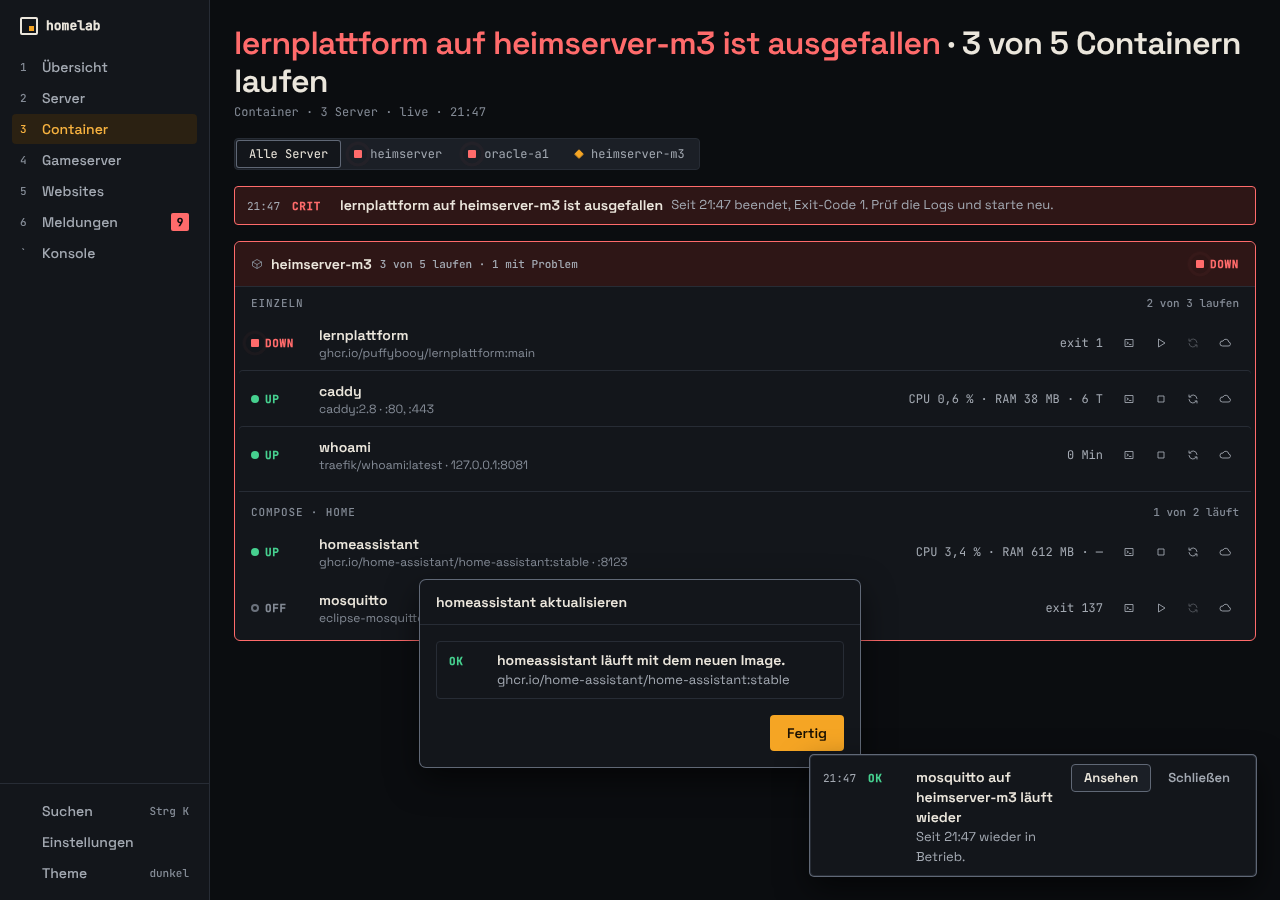 homelab
1 Übersicht
2 Server
3 Container
4 Gameserver
5 Websites
6 Meldungen 9
` Konsole
Suchen Strg K
Einstellungen
Theme dunkel
lernplattform auf heimserver-m3 ist ausgefallen · 3 von 5 Containern
laufen
Container · 3 Server · live · 21:47
Alle Server heimserver oracle-a1 heimserver-m3
21:47 CRIT lernplattform auf heimserver-m3 ist ausgefallen Seit 21:47 beendet, Exit-Code 1. Prüf die Logs und starte neu.
heimserver-m3 3 von 5 laufen · 1 mit Problem DOWN
EINZELN 2 von 3 laufen
DOWN lernplattform exit 1
ghcr.io/puffybooy/lernplattform:main
UP caddy CPU 0,6 % · RAM 38 MB · 6 T
caddy:2.8 · :80, :443
UP whoami 0 Min
traefik/whoami:latest · 127.0.0.1:8081
COMPOSE · HOME 1 von 2 läuft
UP homeassistant CPU 3,4 % · RAM 612 MB · —
ghcr.io/home-assistant/home-assistant:stable · :8123
OFF mosquitto exit 137
eclipse-mosquitto
homeassistant aktualisieren
OK homeassistant läuft mit dem neuen Image.
ghcr.io/home-assistant/home-assistant:stable
Fertig
21:47 OK mosquitto auf
heimserver-m3 läuft
wieder
Seit 21:47 wieder in
Betrieb.
Ansehen Schließen